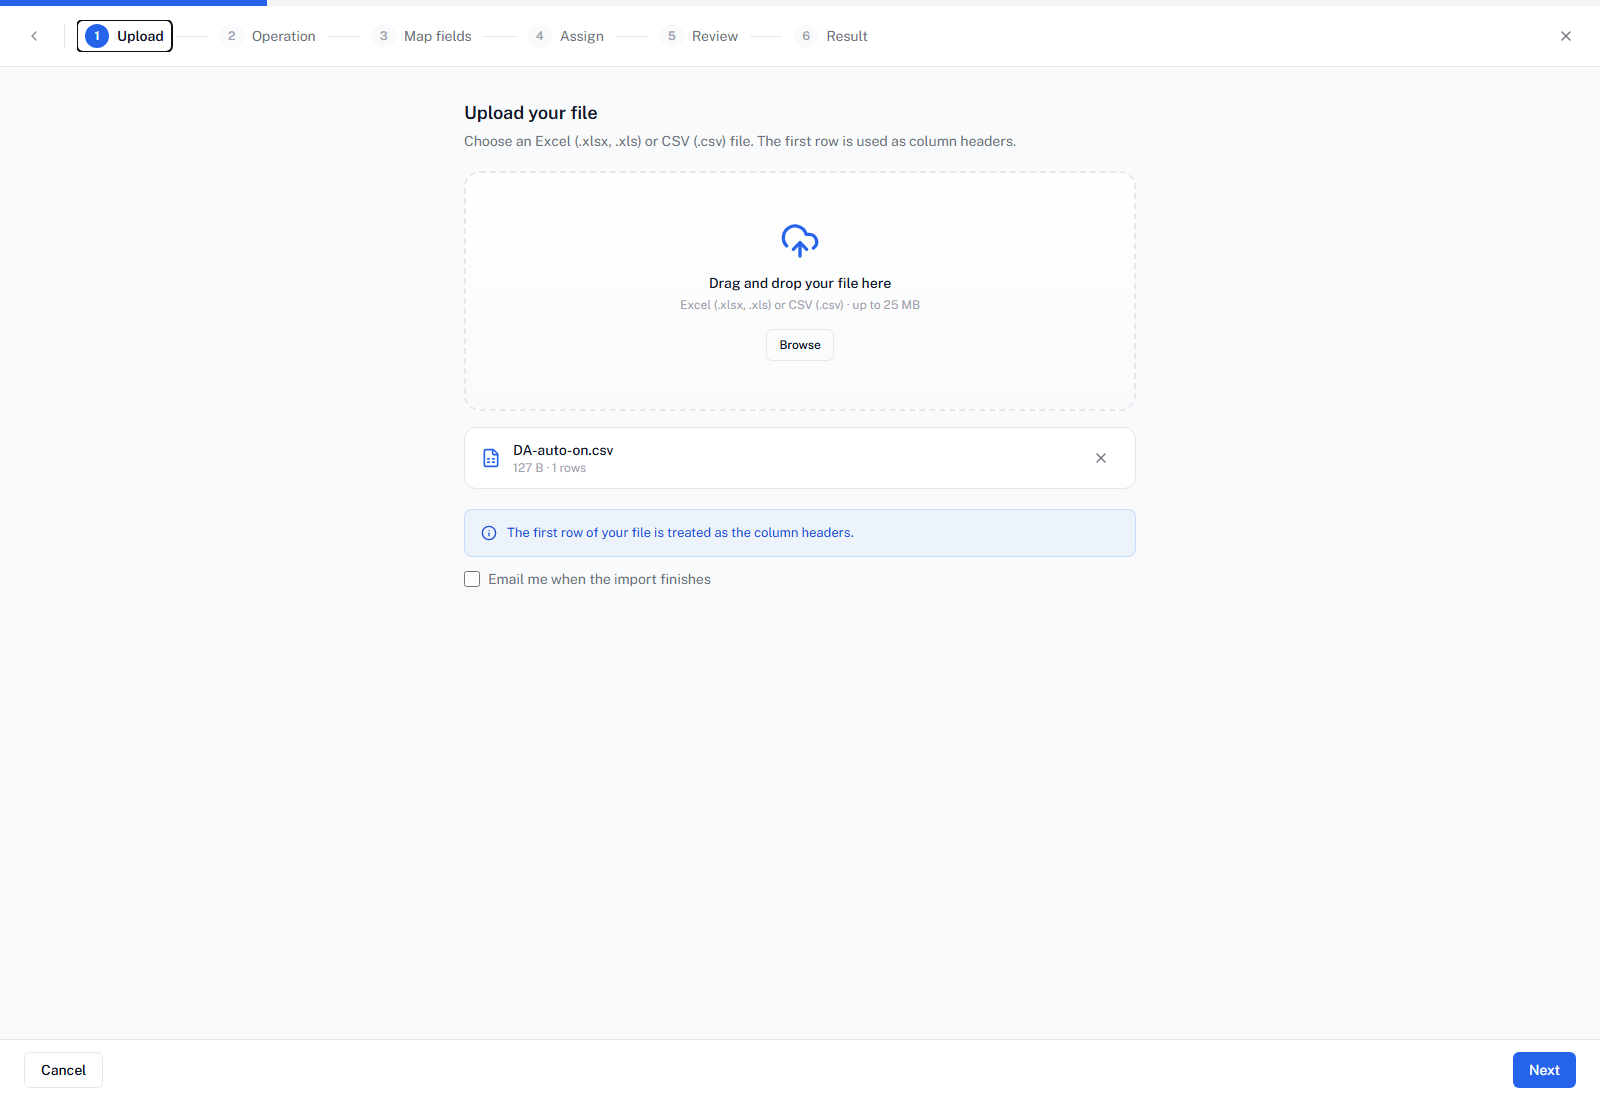 1 Upload
2 Operation
3 Map fields
4 Assign
5 Review
6 Result
Upload your file
Choose an Excel (.xlsx, .xls) or CSV (.csv) file. The first row is used as column headers.
Drag and drop your file here
Excel (.xlsx, .xls) or CSV (.csv) · up to 25 MB
Browse
DA-auto-on.csv
127 B · 1 rows
The first row of your file is treated as the column headers.
Email me when the import finishes
Cancel
Next